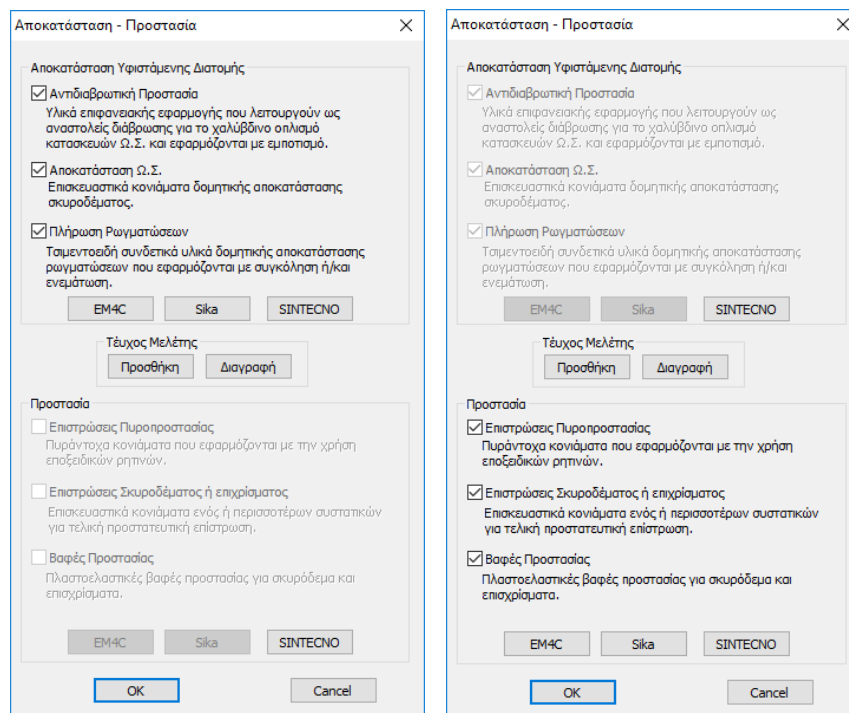 Αποκατάσταση - Προστασία
Αποκατάσταση Υφιστάμενης Διατομής
Αντιδιαβρωτική Προστασία
Υλικά επιφανειακής εφαρμογής που λειτουργούν ως
αναστολείς διάβρωσης για το χαλύβδινο οπλισμό
κατασκευών Ω.Σ. και εφαρμόζονται με εμποτισμό.
Αποκατάσταση Ω.Σ.
Επισκευαστικά κονιάματα δομητικής αποκατάστασης
σκυροδέματος.
Πλήρωση Ρωγματώσεων
Τσιμεντοειδή συνδετικά υλικά δομητικής αποκατάστασης
ρωγματώσεων που εφαρμόζονται με συγκόληση ή/και
ενεμάτωση.
EM4C Sika SINTECNO
Τέυχος Μελέτης
Προσθήκη Διαγραφή
Προστασία
Επιστρώσεις Πυροπροστασίας
Πυράντοχα κονιάματα που εφαρμόζονται με την χρήση
εποξειδικών ρητινών.
Επιστρώσεις Σκυροδέματος ή επιχρίσματος
Επισκευαστικά κονιάματα ενός ή περισσοτέρων συστατικών
για τελική προστατευτική επίστρωση.
Βαφές Προστασίας
Πλαστοελαστικές βαφές προστασίας για σκυρόδεμα και
επισχρίσματα.
EM4C Sika SINTECNO
OK Cancel
Αποκατάσταση - Προστασία
Αποκατάσταση Υφιστάμενης Διατομής
Αντιδιαβρωτική Προστασία
Υλικά επιφανειακής εφαρμογής που λειτουργούν ως
αναστολείς διάβρωσης για το χαλύβδινο οπλισμό
κατασκευών Ω.Σ. και εφαρμόζονται με εμποτισμό.
Αποκατάσταση Ω.Σ.
Επισκευαστικά κονιάματα δομητικής αποκατάστασης
σκυροδέματος.
Πλήρωση Ρωγματώσεων
Τσιμεντοειδή συνδετικά υλικά δομητικής αποκατάστασης
ρωγματώσεων που εφαρμόζονται με συγκόληση ή/και
ενεμάτωση.
EM4C Sika SINTECNO
Τέυχος Μελέτης
Προσθήκη Διαγραφή
Προστασία
Επιστρώσεις Πυροπροστασίας
Πυράντοχα κονιάματα που εφαρμόζονται με την χρήση
εποξειδικών ρητινών.
Επιστρώσεις Σκυροδέματος ή επιχρίσματος
Επισκευαστικά κονιάματα ενός ή περισσοτέρων συστατικών
για τελική προστατευτική επίστρωση.
Βαφές Προστασίας
Πλαστοελαστικές βαφές προστασίας για σκυρόδεμα και
επισχρίσματα.
EM4C Sika SINTECNO
OK Cancel